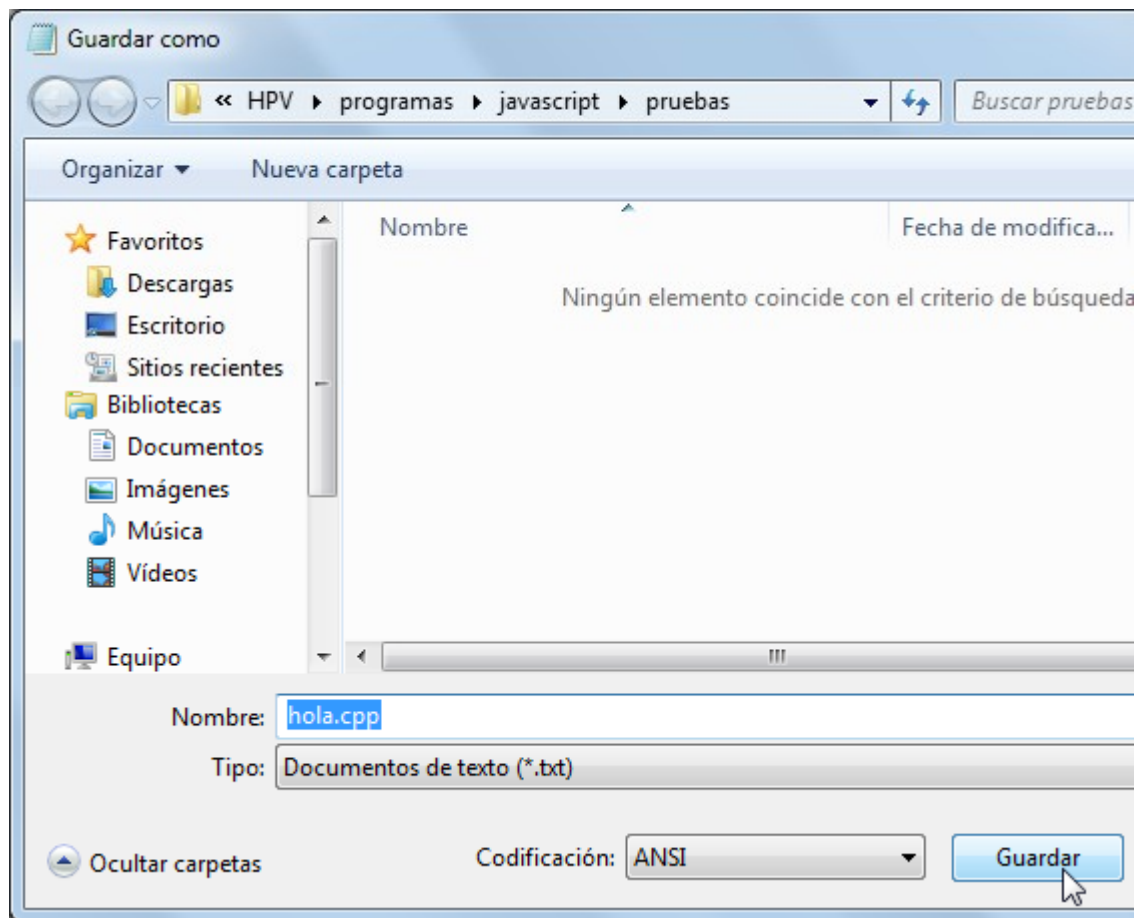 Guardar como
« HPV ▸ programas ▸ javascript ▸ pruebas
Buscar pruebas
Organizar
Nueva carpeta
Favoritos
Descargas
Escritorio
Sitios recientes
Bibliotecas
Documentos
Imágenes
Música
Vídeos
Equipo
Nombre
Fecha de modifica...
Ningún elemento coincide con el criterio de búsqueda
Nombre: hola.cpp
Tipo: Documentos de texto (*.txt)
Ocultar carpetas
Codificación: ANSI
Guardar